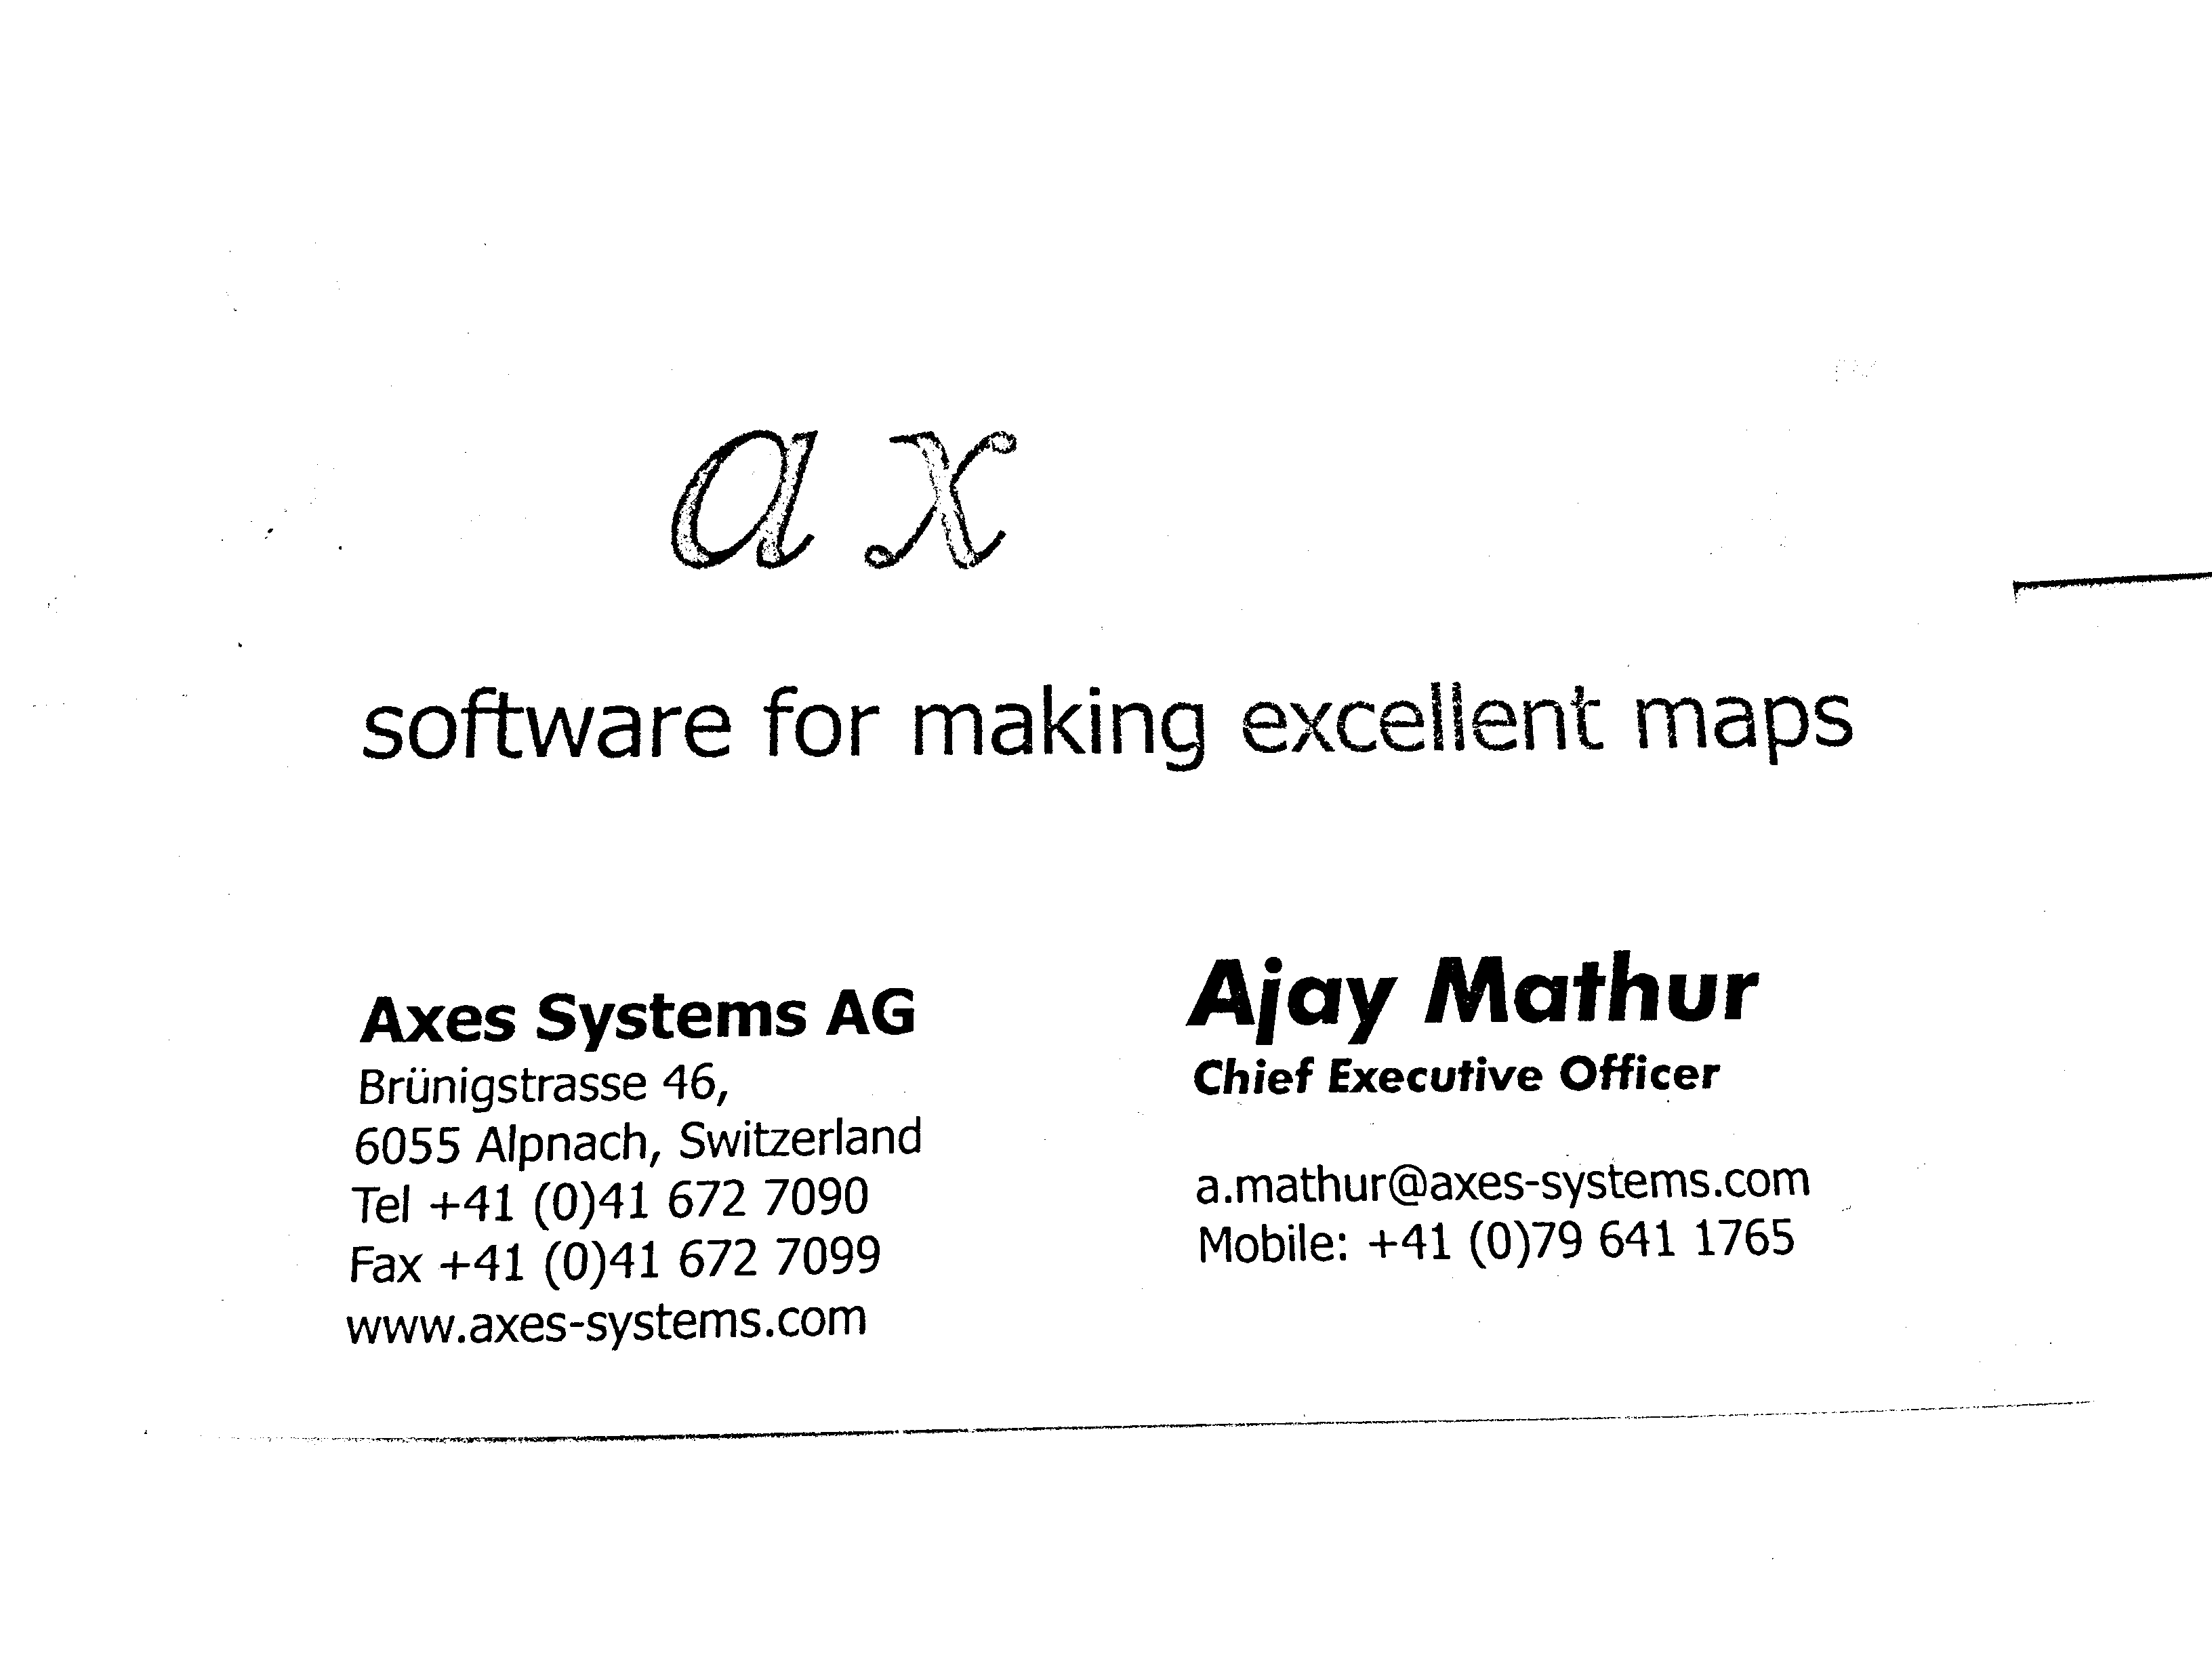 ax
software for making excellent maps
Axes Systems AG
Brünigstrasse 46,
6055 Alpnach, Switzerland
Tel +41 (0)41 672 7090
Fax +41 (0)41 672 7099
www.axes-systems.com
Ajay Mathur
Chief Executive Officer
a.mathur@axes-systems.com
Mobile: +41 (0)79 641 1765